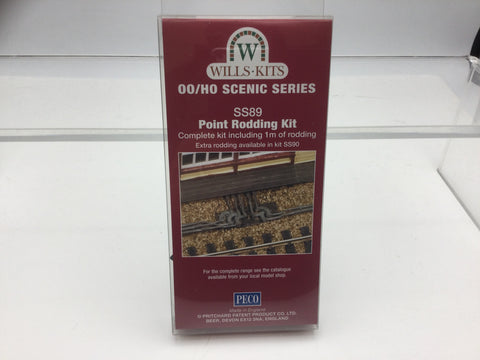 W
WILLS·KITS
OO/HO SCENIC SERIES
SS89
Point Rodding Kit
Complete kit including 1m of rodding
Extra rodding available in kit SS90
For the complete range see the catalogue
available from your local model shop.
PECO
Made in England
© PRITCHARD PATENT PRODUCT CO. LTD.
BEER, DEVON EX12 3NA, ENGLAND.